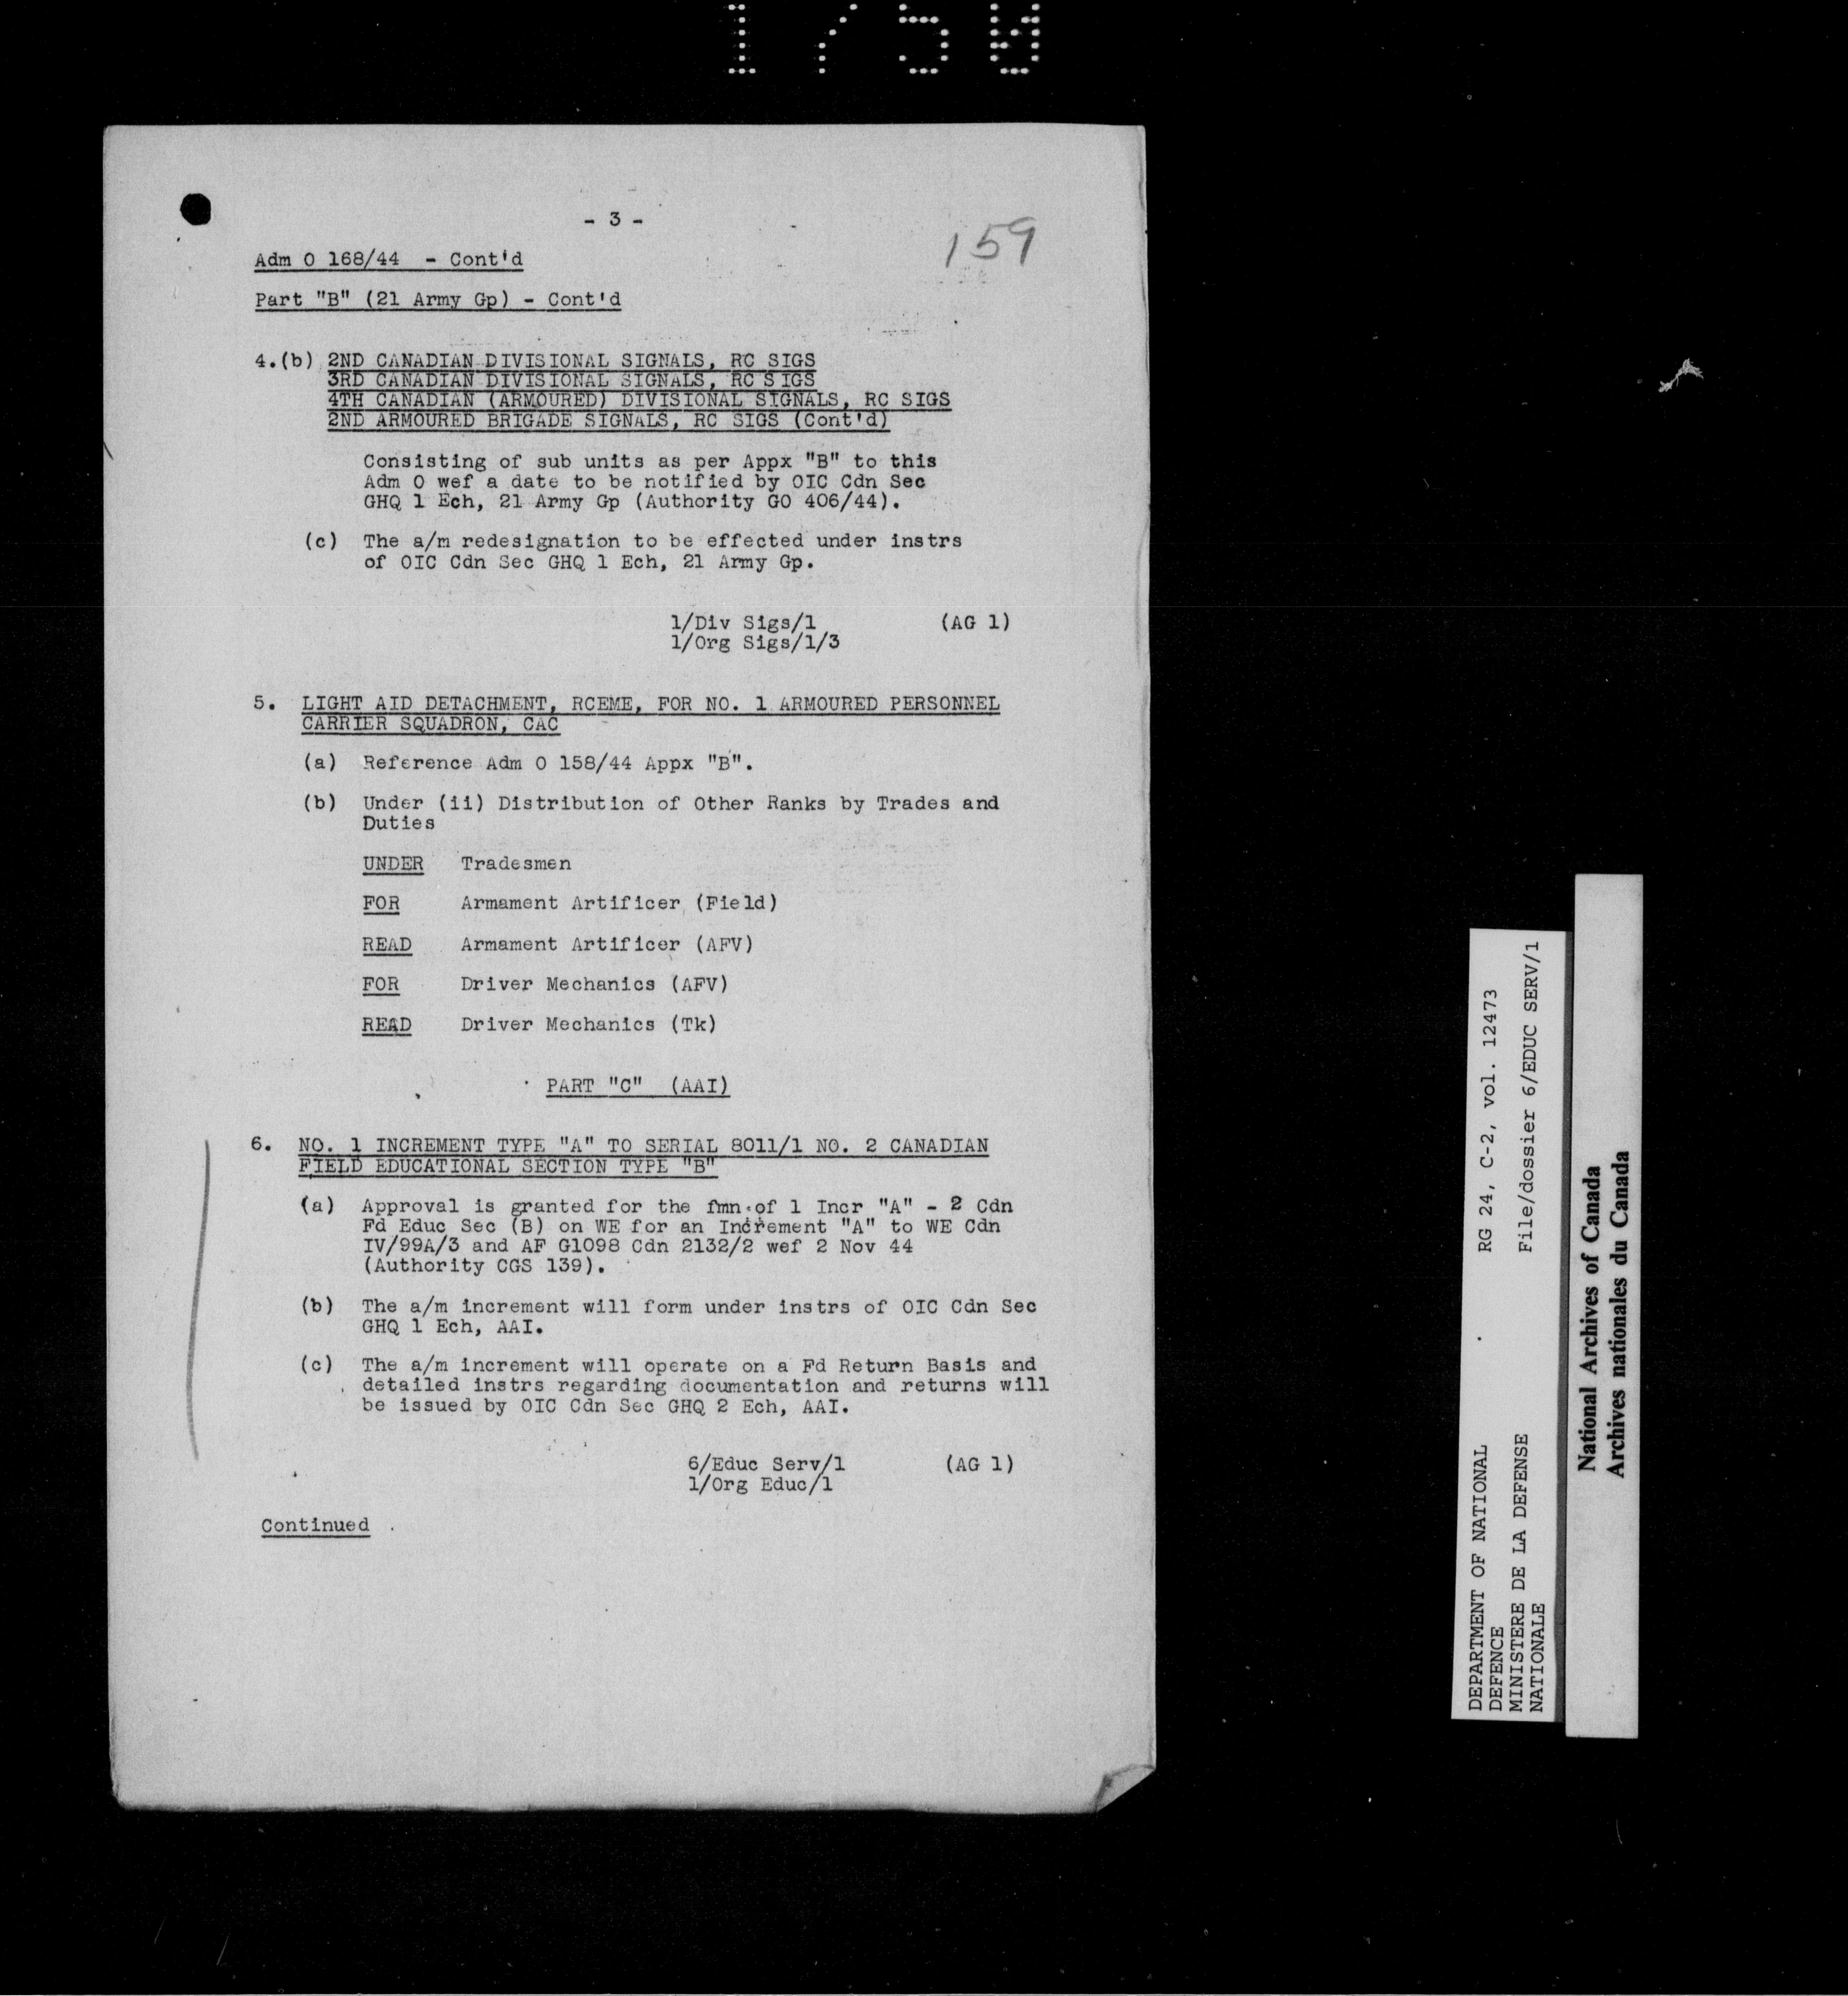 1750
- 3 -
159
Adm O 168/44 - Cont'd
Part "B" (21 Army Gp) - Cont'd
4.(b) 2ND CANADIAN DIVISIONAL SIGNALS, RC SIGS
3RD CANADIAN DIVISIONAL SIGNALS, RC SIGS
4TH CANADIAN (ARMOURED) DIVISIONAL SIGNALS, RC SIGS
2ND ARMOURED BRIGADE SIGNALS, RC SIGS (Cont'd)
Consisting of sub units as per Appx "B" to this
Adm O wef a date to be notified by OIC Cdn Sec
GHQ 1 Ech, 21 Army Gp (Authority GO 406/44).
(c) The a/m redesignation to be effected under instrs
of OIC Cdn Sec GHQ 1 Ech, 21 Army Gp.
1/Div Sigs/1 (AG 1)
1/Org Sigs/1/3
5. LIGHT AID DETACHMENT, RCEME, FOR NO. 1 ARMOURED PERSONNEL
CARRIER SQUADRON, CAC
(a) Reference Adm O 158/44 Appx "B".
(b) Under (ii) Distribution of Other Ranks by Trades and
Duties
UNDER Tradesmen
FOR Armament Artificer (Field)
READ Armament Artificer (AFV)
FOR Driver Mechanics (AFV)
READ Driver Mechanics (Tk)
PART "C" (AAI)
6. NO. 1 INCREMENT TYPE "A" TO SERIAL 8011/1 NO. 2 CANADIAN
FIELD EDUCATIONAL SECTION TYPE "B"
(a) Approval is granted for the fmn of 1 Incr "A" - 2 Cdn
Fd Educ Sec (B) on WE for an Increment "A" to WE Cdn
IV/99A/3 and AF G1098 Cdn 2132/2 wef 2 Nov 44
(Authority CGS 139).
(b) The a/m increment will form under instrs of OIC Cdn Sec
GHQ 1 Ech, AAI.
(c) The a/m increment will operate on a Fd Return Basis and
detailed instrs regarding documentation and returns will
be issued by OIC Cdn Sec GHQ 2 Ech, AAI.
6/Educ Serv/1 (AG 1)
1/Org Educ/1
Continued
DEPARTMENT OF NATIONAL RG 24, C-2, vol. 12473
DEFENCE
MINISTERE DE LA DEFENSE File/dossier 6/EDUC SERV/1
NATIONALE
National Archives of Canada
Archives nationales du Canada